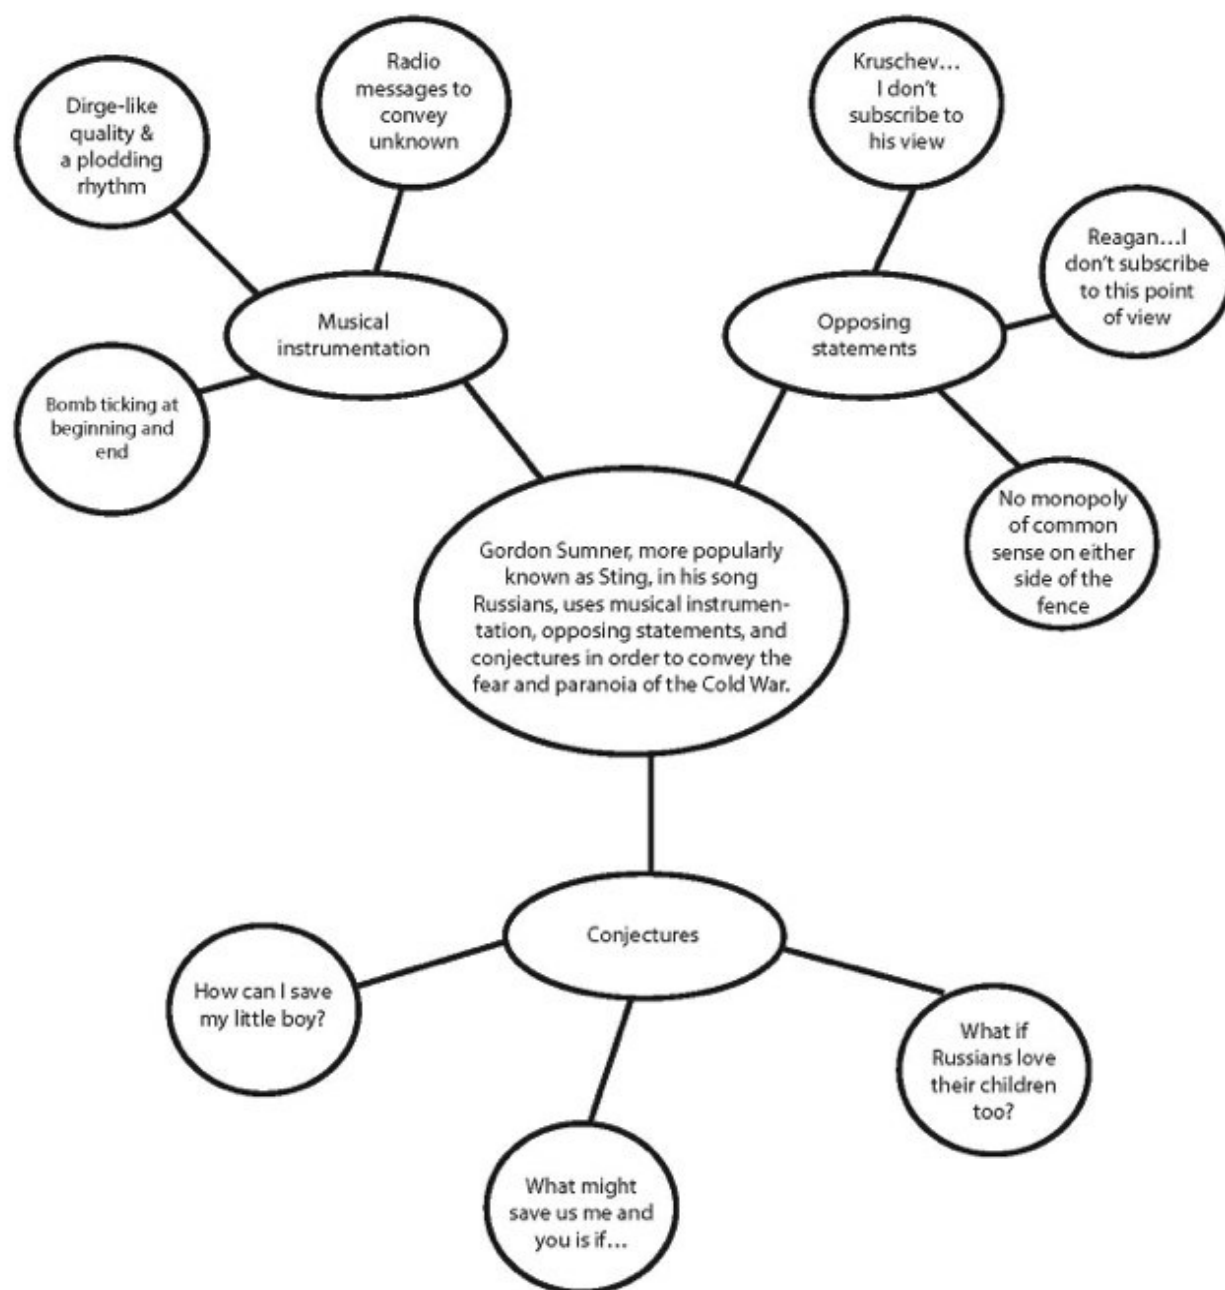 Dirge-like
quality &
a plodding
rhythm
Radio
messages to
convey
unknown
Kruschev...
I don't
subscribe to
his view
Reagan...I
don't subscribe
to this point
of view
Musical
instrumentation
Opposing
statements
Bomb ticking at
beginning and
end
No monopoly
of common
sense on either
side of the
fence
Gordon Sumner, more popularly
known as Sting, in his song
Russians, uses musical instrumen-
tation, opposing statements, and
conjectures in order to convey the
fear and paranoia of the Cold War.
Conjectures
How can I save
my little boy?
What might
save us me and
you is if...
What if
Russians love
their children
too?